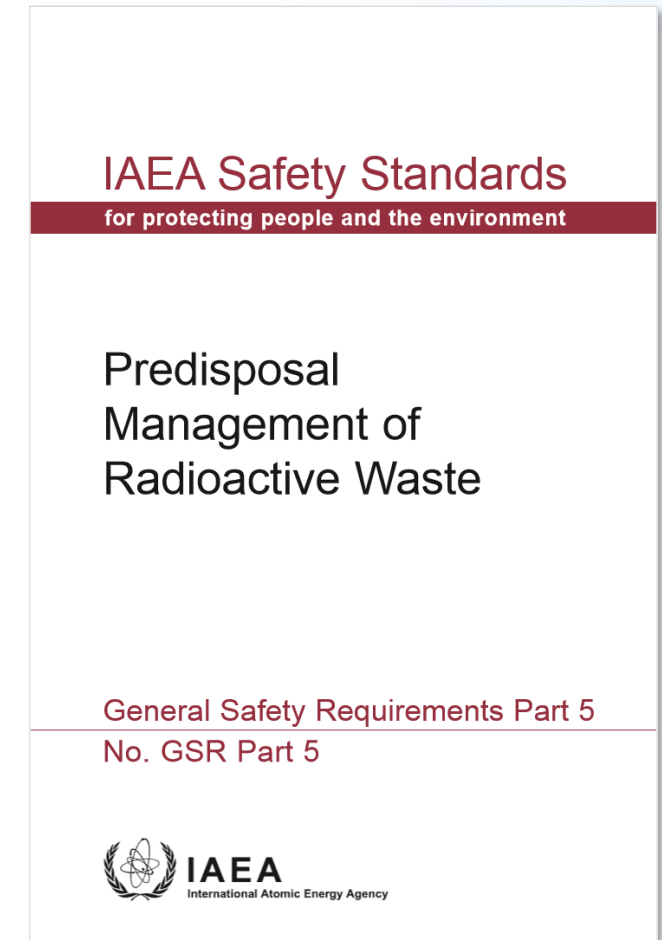 IAEA Safety Standards
for protecting people and the environment
Predisposal
Management of
Radioactive Waste
General Safety Requirements Part 5
No. GSR Part 5
IAEA
International Atomic Energy Agency